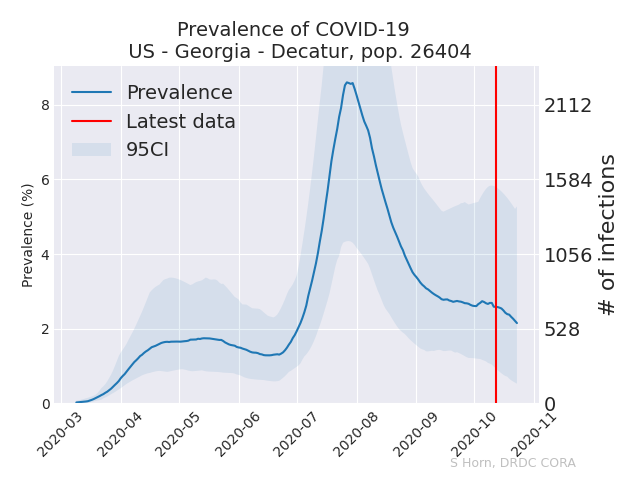 Prevalence of COVID-19
US - Georgia - Decatur, pop. 26404
Prevalence
Latest data
95CI
Prevalence (%)
8
6
4
2
0
2112
1584
1056
528
0
# of infections
2020-03
2020-04
2020-05
2020-06
2020-07
2020-08
2020-09
2020-10
2020-11
S Horn, DRDC CORA